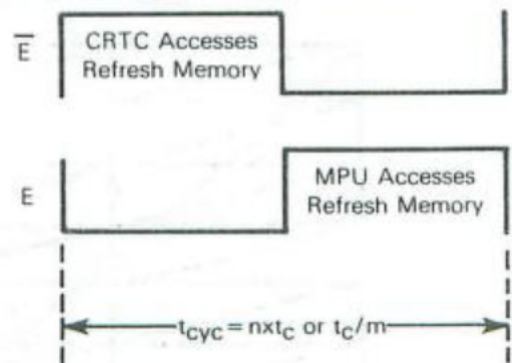 E̅
CRTC Accesses
Refresh Memory
E
MPU Accesses
Refresh Memory
tcyc = nxtc or tc/m